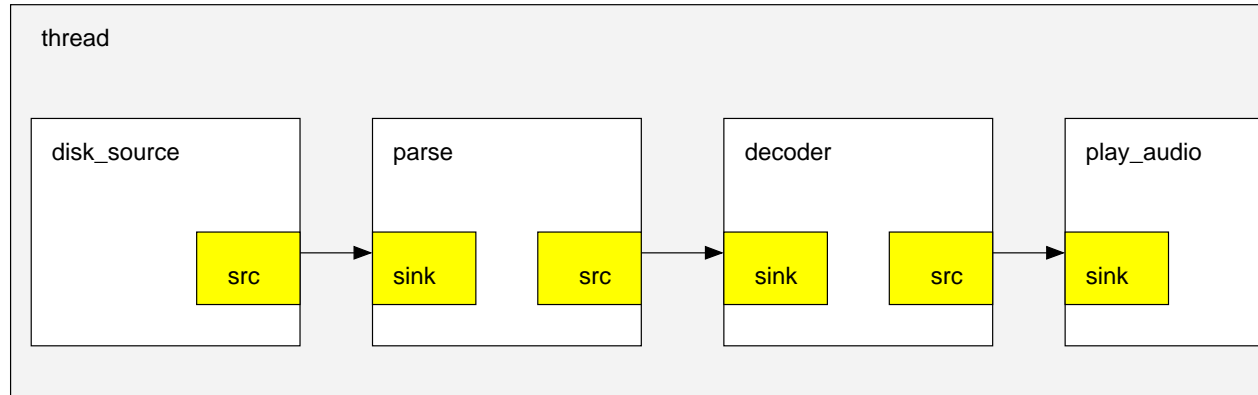 thread
disk_source
parse
decoder
play_audio
src
sink
src
sink
src
sink